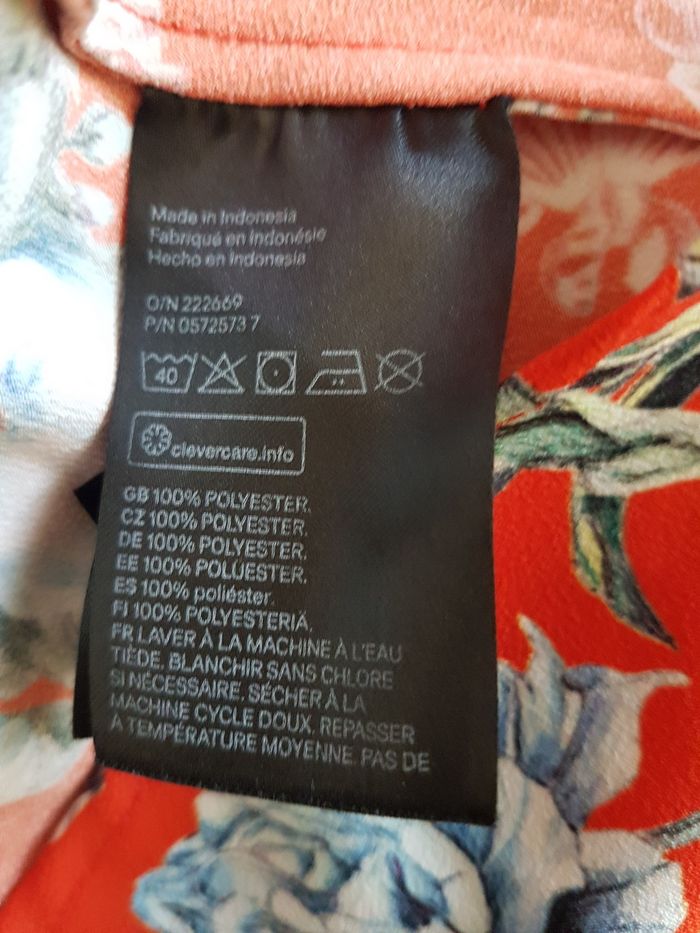 Made in Indonesia
Fabriqué en Indonésie
Hecho en Indonesia
O/N 222669
P/N 0572573 7
40
clevercare.info
GB 100% POLYESTER.
CZ 100% POLYESTER.
DE 100% POLYESTER.
EE 100% POLÜESTER.
ES 100% poliéster.
FI 100% POLYESTERIÄ.
FR LAVER À LA MACHINE À L'EAU
TIÈDE. BLANCHIR SANS CHLORE
SI NÉCESSAIRE. SÉCHER À LA
MACHINE CYCLE DOUX. REPASSER
À TEMPÉRATURE MOYENNE. PAS DE